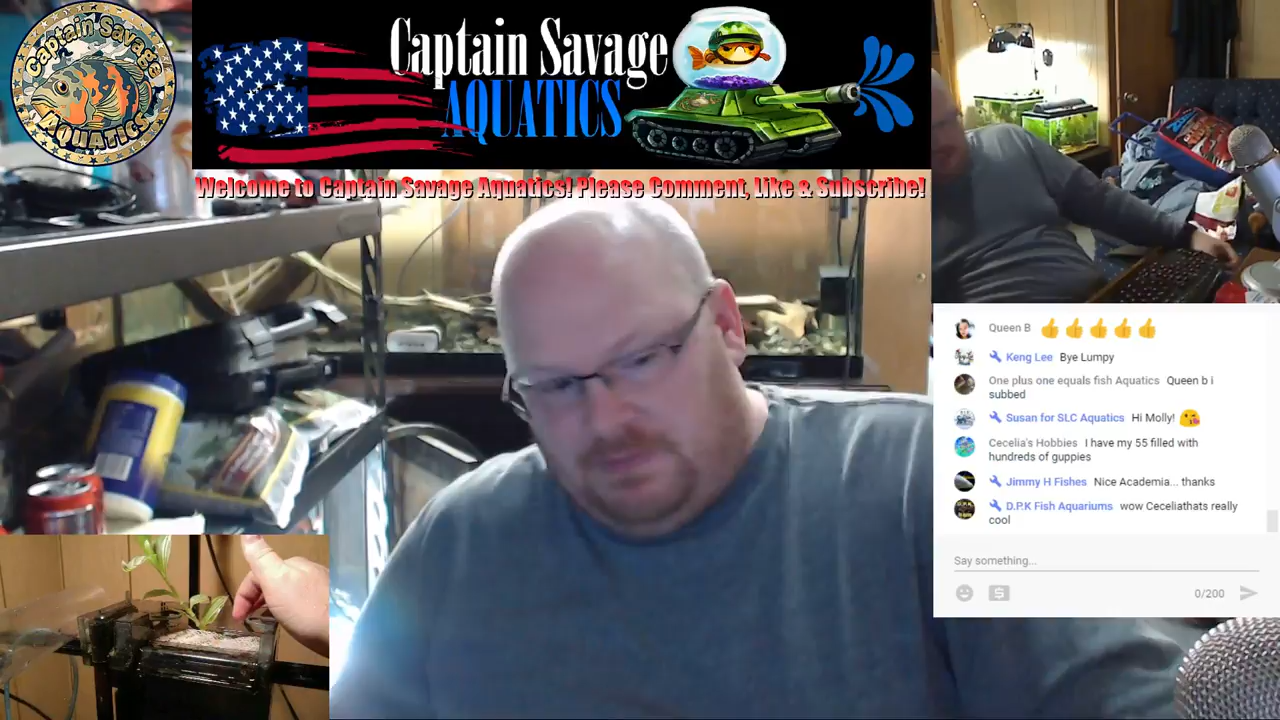 Captain Savage
AQUATICS
Captain Savage
AQUATICS
Welcome to Captain Savage Aquatics! Please Comment, Like & Subscribe!
Queen B 👍👍👍👍👍
Keng Lee Bye Lumpy
One plus one equals fish Aquatics Queen b i
subbed
Susan for SLC Aquatics Hi Molly! 😘
Cecelia's Hobbies I have my 55 filled with
hundreds of guppies
Jimmy H Fishes Nice Academia... thanks
D.P.K Fish Aquariums wow Ceceliathats really
cool
Say something...
0/200